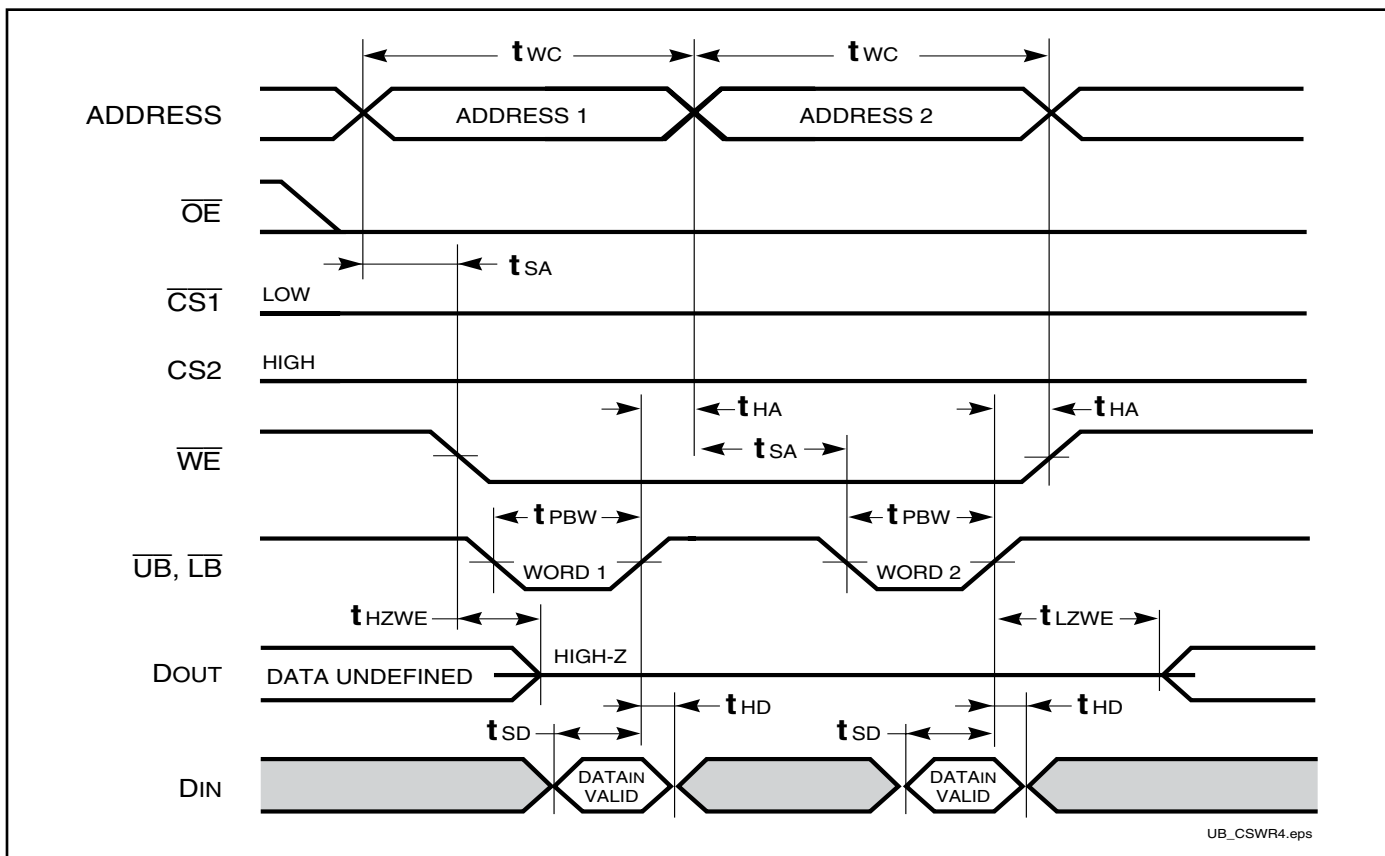 tWC tWC
ADDRESS ADDRESS 1 ADDRESS 2
OE
tSA
CS1 LOW
CS2 HIGH
tHA tHA
WE tSA
tPBW tPBW
UB, LB WORD 1 WORD 2
tHZWE tLZWE
DOUT DATA UNDEFINED HIGH-Z
tHD tHD
tSD tSD
DIN DATAIN VALID DATAIN VALID
UB_CSWR4.eps